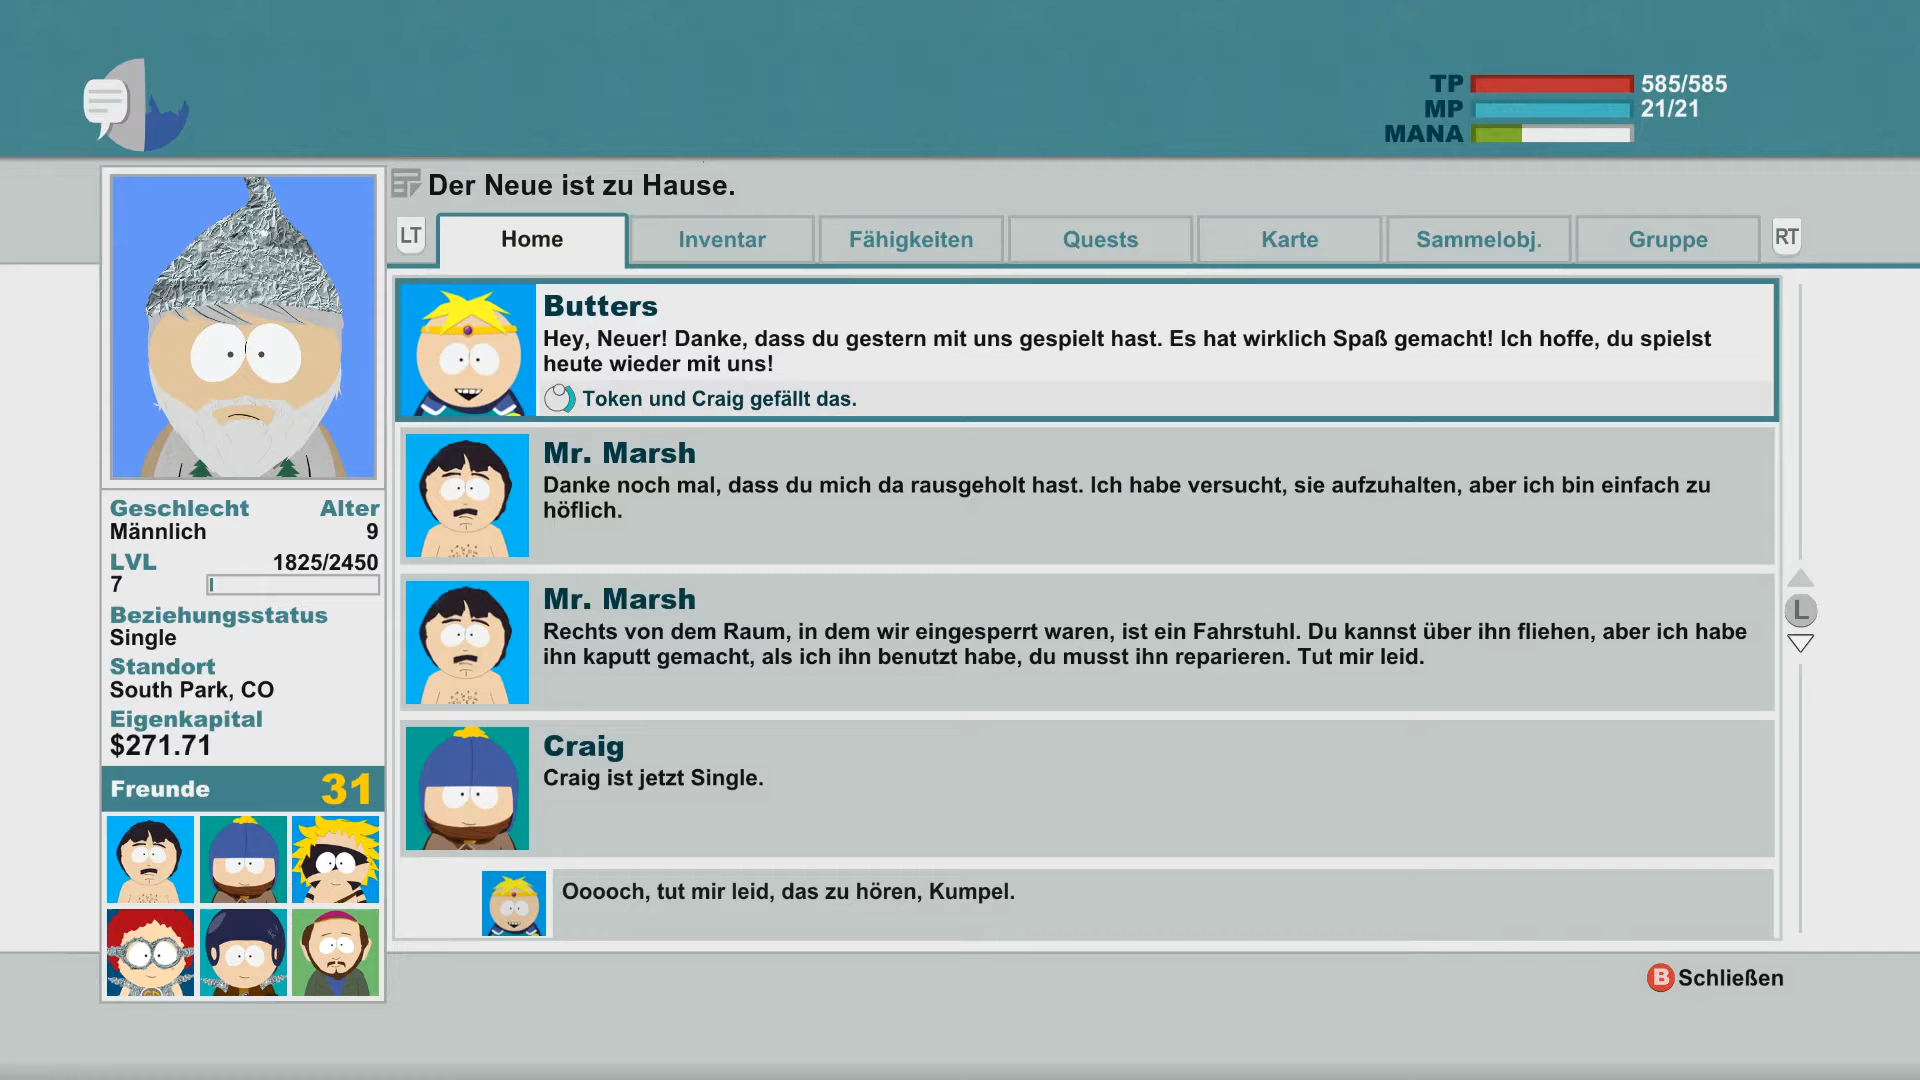 TP 585/585
MP 21/21
MANA
Der Neue ist zu Hause.
LT Home Inventar Fähigkeiten Quests Karte Sammelobj. Gruppe RT
Butters
Hey, Neuer! Danke, dass du gestern mit uns gespielt hast. Es hat wirklich Spaß gemacht! Ich hoffe, du spielst
heute wieder mit uns!
Token und Craig gefällt das.
Mr. Marsh
Danke noch mal, dass du mich da rausgeholt hast. Ich habe versucht, sie aufzuhalten, aber ich bin einfach zu
höflich.
Mr. Marsh
Rechts von dem Raum, in dem wir eingesperrt waren, ist ein Fahrstuhl. Du kannst über ihn fliehen, aber ich habe
ihn kaputt gemacht, als ich ihn benutzt habe, du musst ihn reparieren. Tut mir leid.
L
Craig
Craig ist jetzt Single.
Ooooch, tut mir leid, das zu hören, Kumpel.
Geschlecht Alter
Männlich 9
LVL 1825/2450
7
Beziehungsstatus
Single
Standort
South Park, CO
Eigenkapital
$271.71
Freunde 31
B Schließen